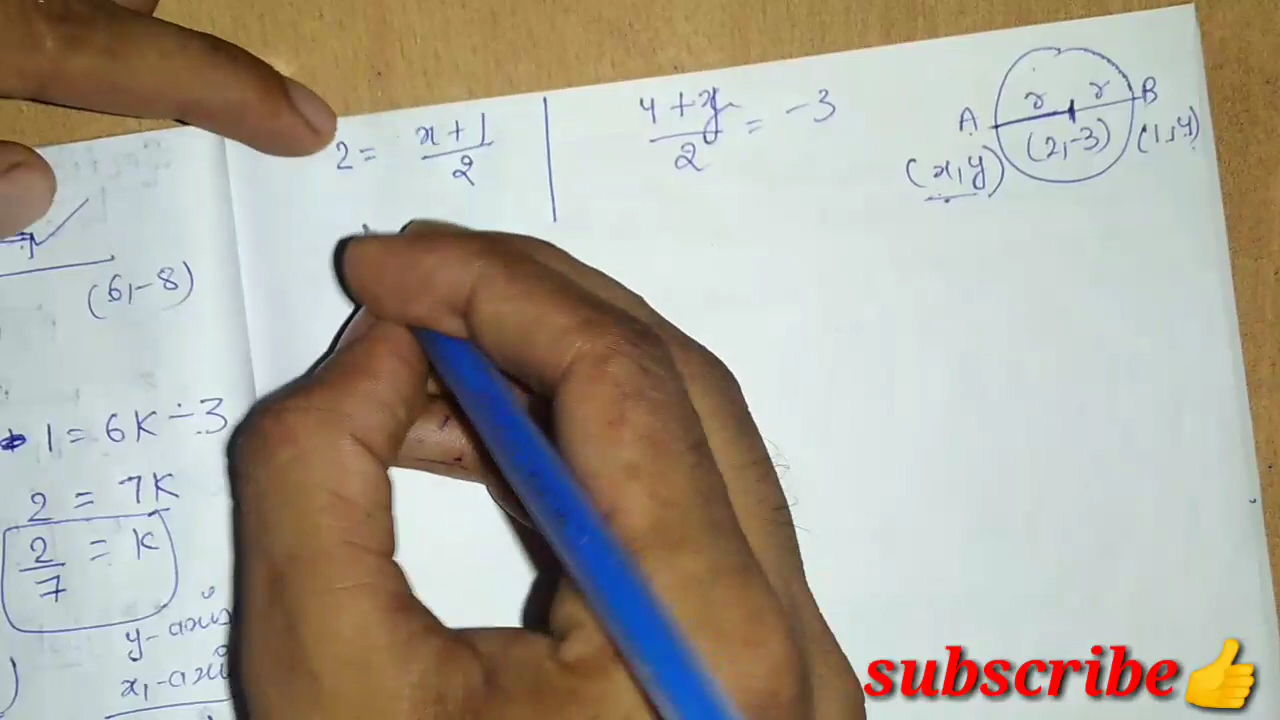 2 = x + 1 / 2
4 + y / 2 = -3
r r
A B
(2, -3)
(x, y) (1, 4)
(6, -8)
1 = 6K - 3
2 = 7K
2/7 = K
y-axis
x,-axi
)
subscribe